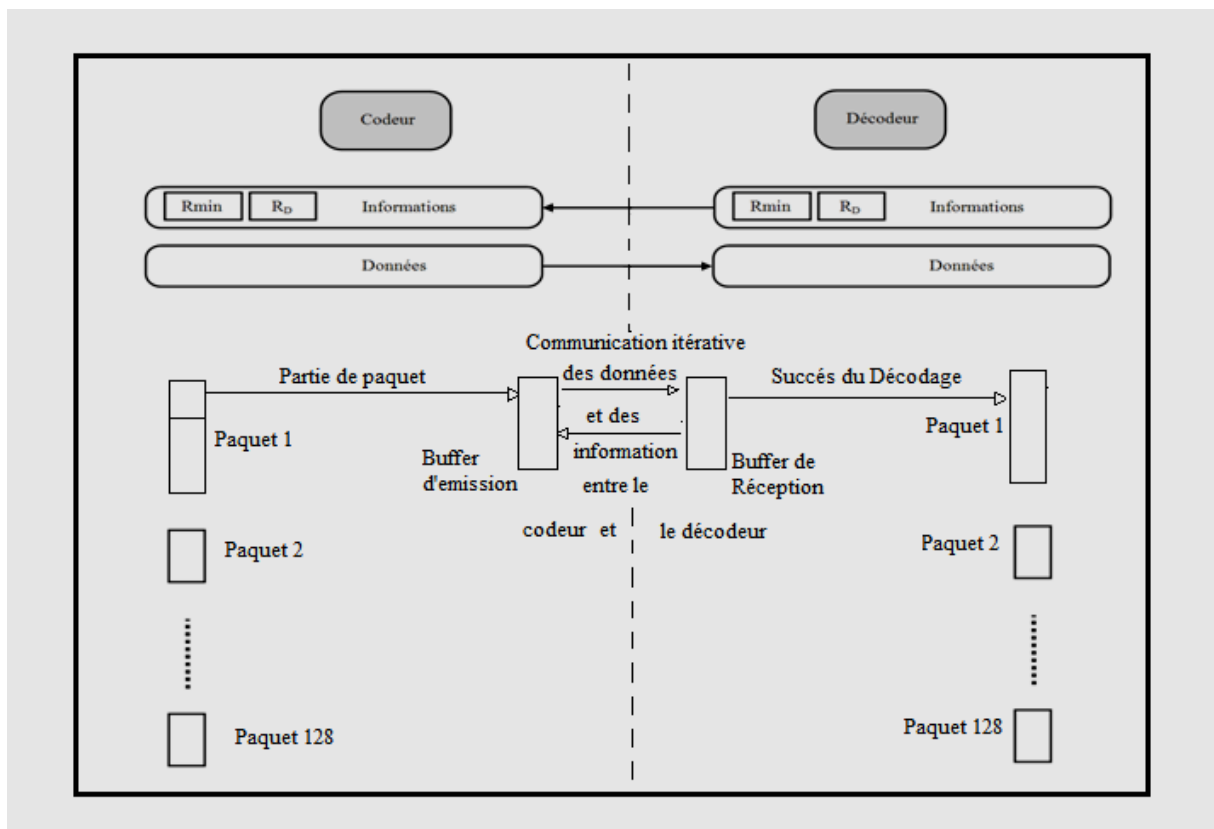 Codeur
Décodeur
Rmin
R_D
Informations
Rmin
R_D
Informations
Données
Données
Communication itérative
des données
et des
information
entre le
codeur et le décodeur
Partie de paquet
Succés du Décodage
Paquet 1
Paquet 1
Buffer
d'emission
Buffer de
Réception
Paquet 2
Paquet 2
Paquet 128
Paquet 128